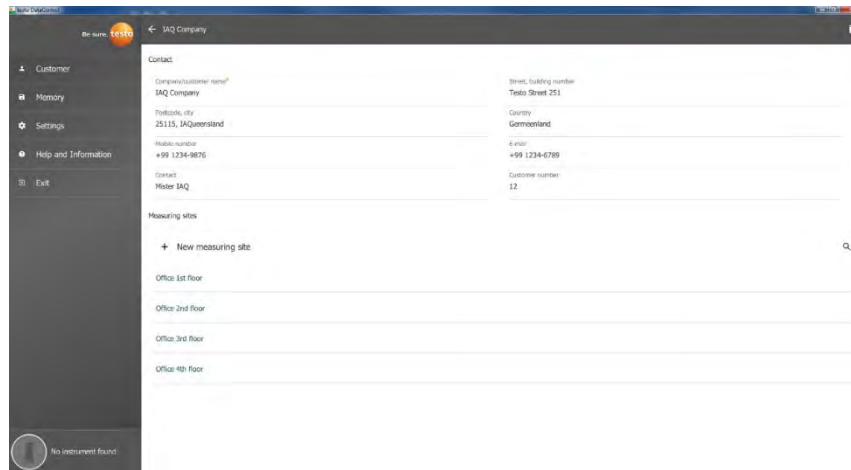 testo DataControl
Be sure. testo
IAQ Company
Customer
Memory
Settings
Help and Information
Exit
No instrument found
Contact
Company/customer name*
IAQ Company
Street, building number
Testo Street 251
Postcode, city
25115, IAQueensland
Country
Germeenland
Mobile number
+99 1234-9876
E-mail
+99 1234-6789
Contact
Mister IAQ
Customer number
12
Measuring sites
+ New measuring site
Office 1st floor
Office 2nd floor
Office 3rd floor
Office 4th floor